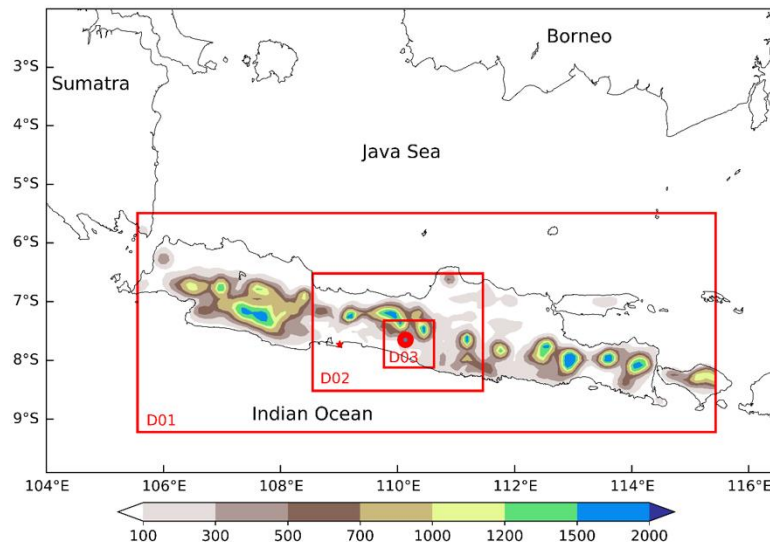 Borneo
3°S
Sumatra
4°S
Java Sea
5°S
6°S
7°S
8°S
D03
D02
9°S
D01
Indian Ocean
104°E 106°E 108°E 110°E 112°E 114°E 116°E
100 300 500 700 1000 1200 1500 2000